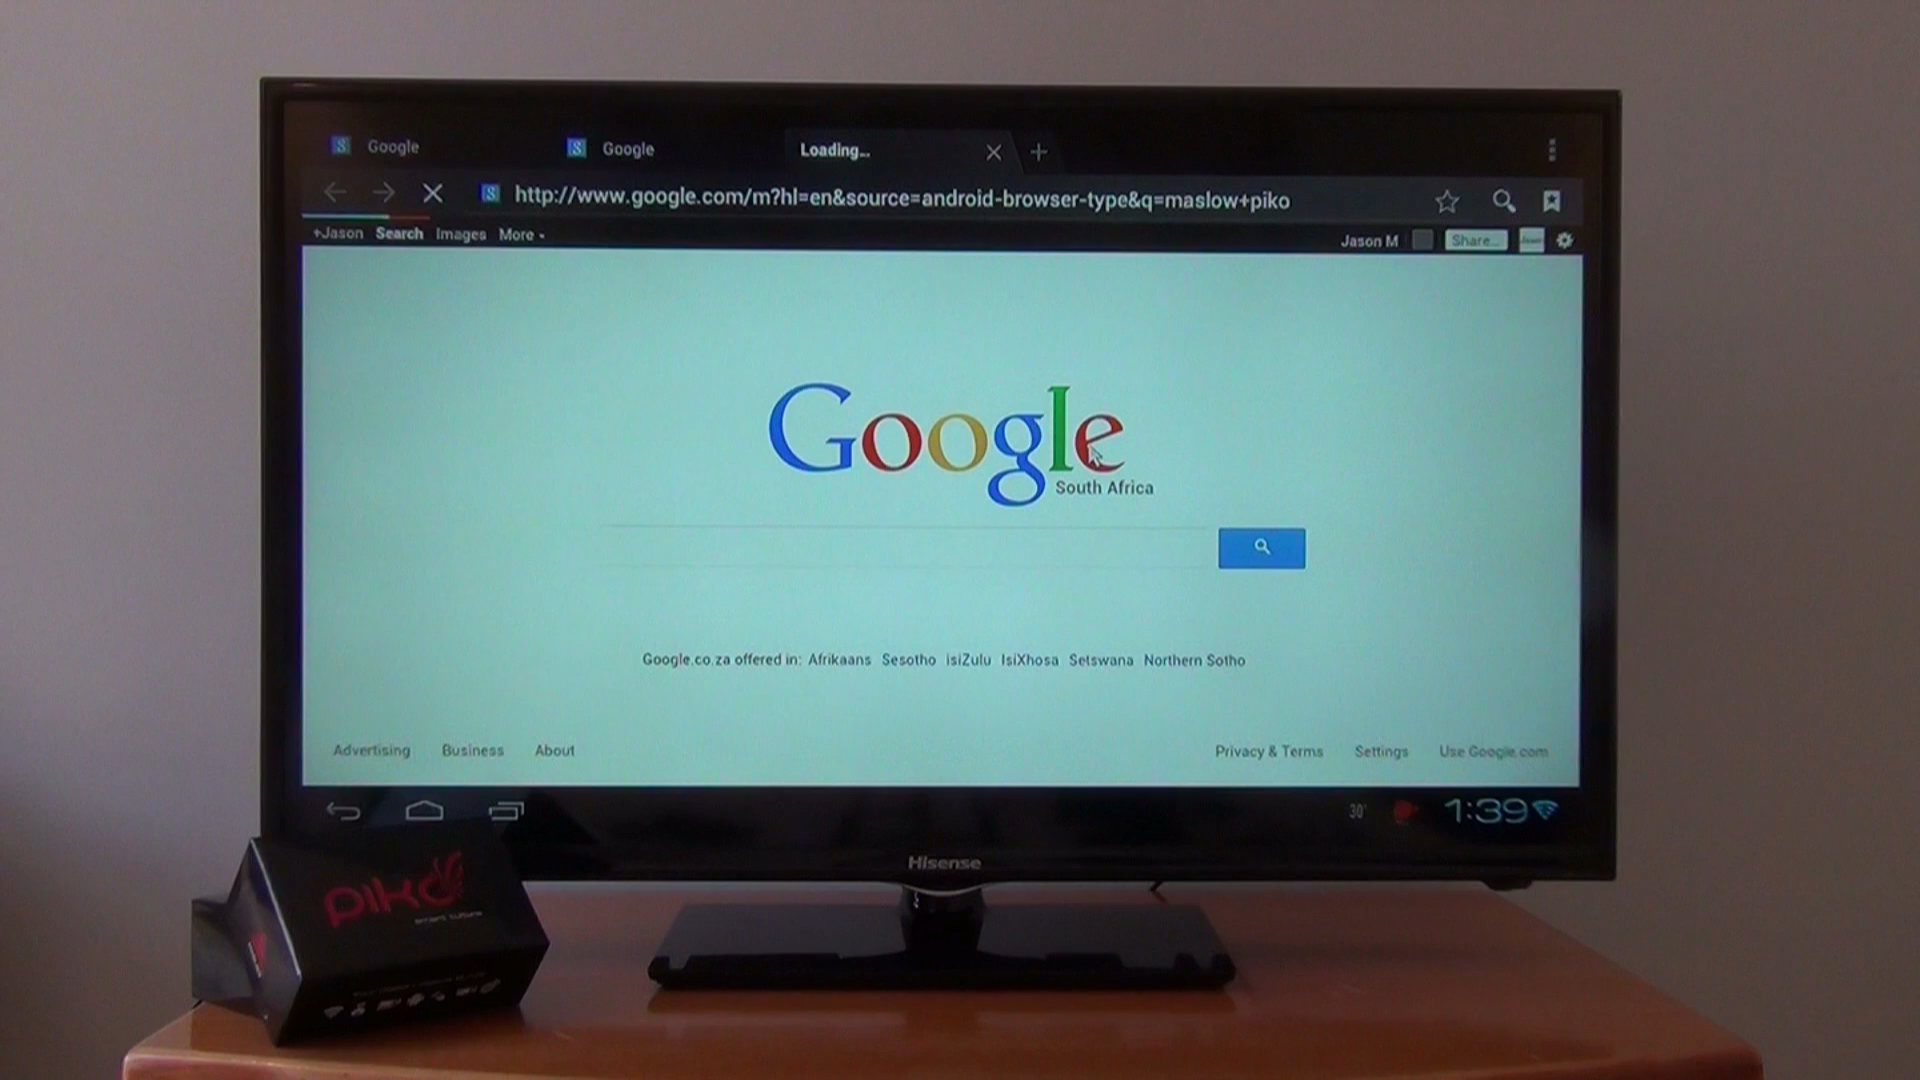 Google Google Loading...
http://www.google.com/m?hl=en&source=android-browser-type&q=maslow+piko
+Jason Search Images More Jason M Share...
Google
South Africa
Google.co.za offered in: Afrikaans Sesotho isiZulu IsiXhosa Setswana Northern Sotho
Advertising Business About Privacy & Terms Settings Use Google.com
30° 1:39
Hisense
piko